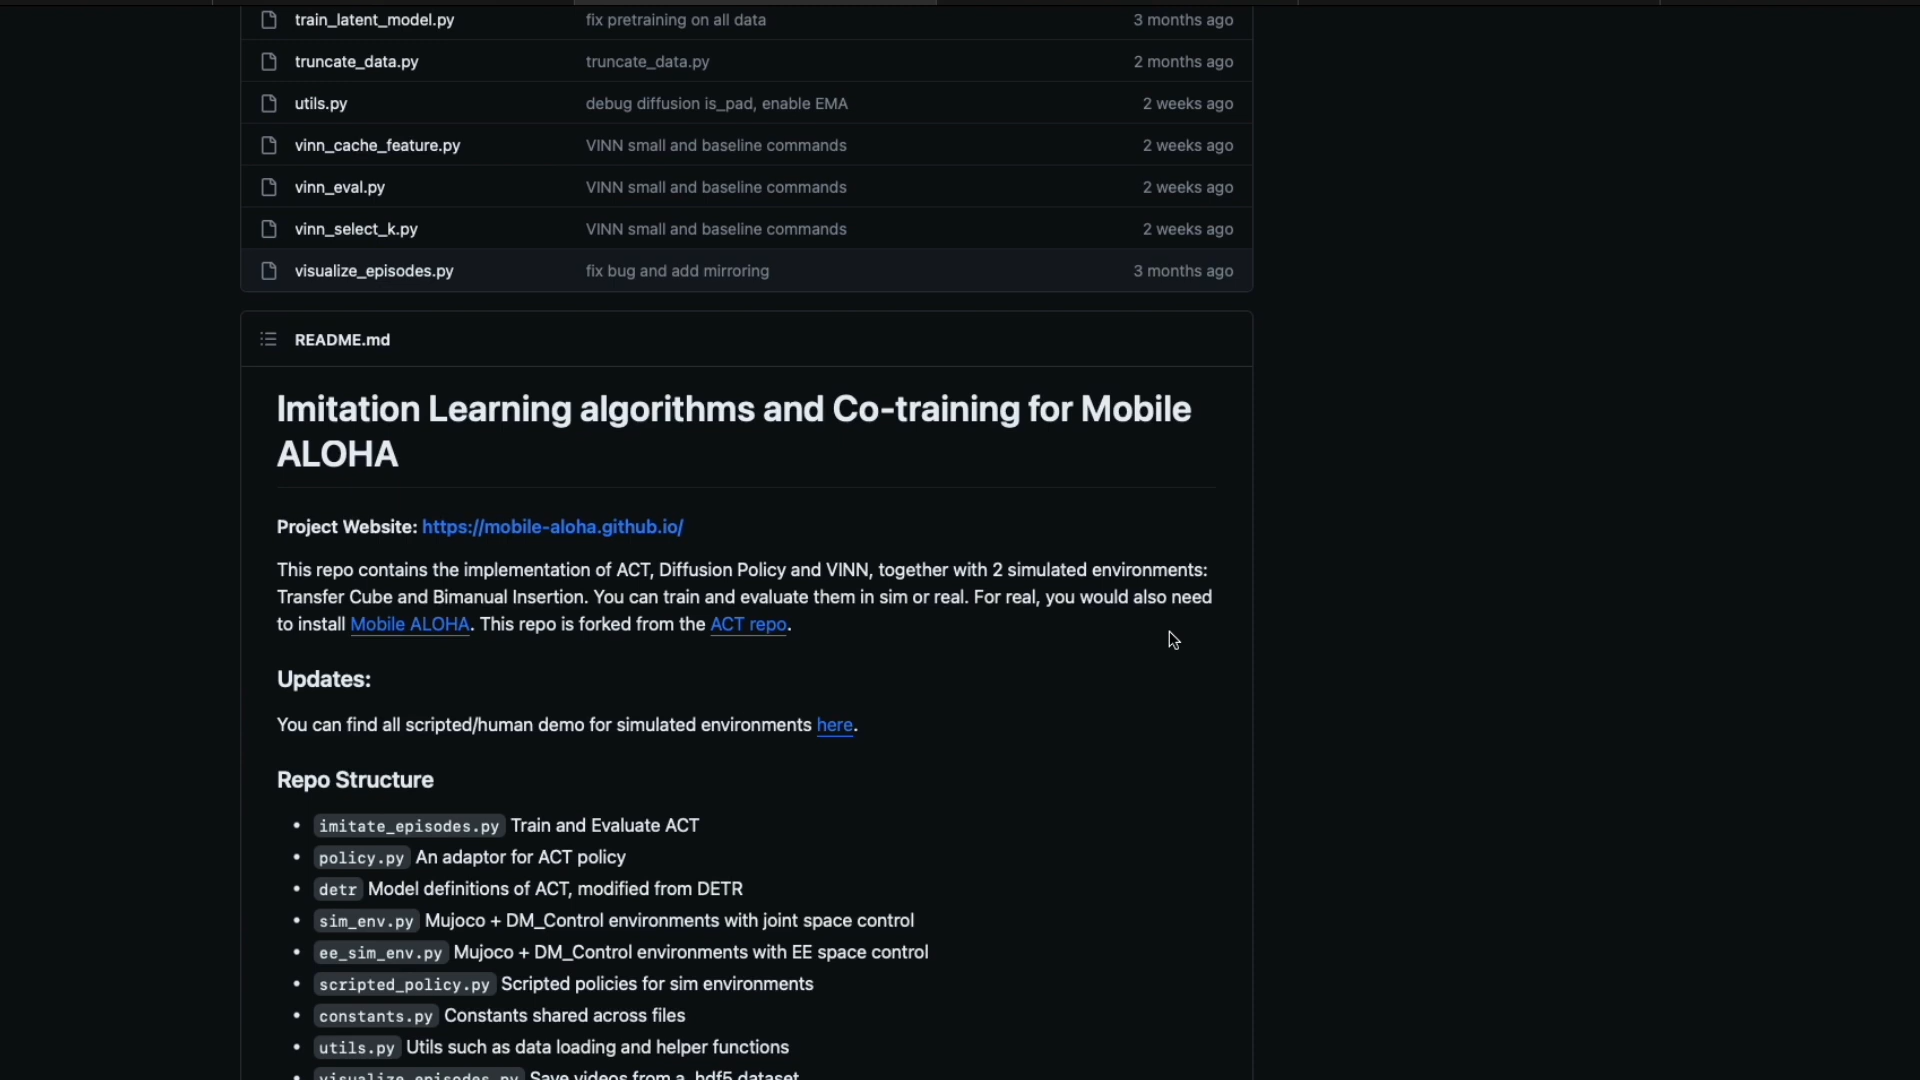 train_latent_model.py fix pretraining on all data 3 months ago
truncate_data.py truncate_data.py 2 months ago
utils.py debug diffusion is_pad, enable EMA 2 weeks ago
vinn_cache_feature.py VINN small and baseline commands 2 weeks ago
vinn_eval.py VINN small and baseline commands 2 weeks ago
vinn_select_k.py VINN small and baseline commands 2 weeks ago
visualize_episodes.py fix bug and add mirroring 3 months ago
README.md
Imitation Learning algorithms and Co-training for Mobile
ALOHA
Project Website: https://mobile-aloha.github.io/
This repo contains the implementation of ACT, Diffusion Policy and VINN, together with 2 simulated environments:
Transfer Cube and Bimanual Insertion. You can train and evaluate them in sim or real. For real, you would also need
to install Mobile ALOHA. This repo is forked from the ACT repo.
Updates:
You can find all scripted/human demo for simulated environments here.
Repo Structure
• imitate_episodes.py Train and Evaluate ACT
• policy.py An adaptor for ACT policy
• detr Model definitions of ACT, modified from DETR
• sim_env.py Mujoco + DM_Control environments with joint space control
• ee_sim_env.py Mujoco + DM_Control environments with EE space control
• scripted_policy.py Scripted policies for sim environments
• constants.py Constants shared across files
• utils.py Utils such as data loading and helper functions
• visualize_episodes.py Save videos from a .hdf5 dataset